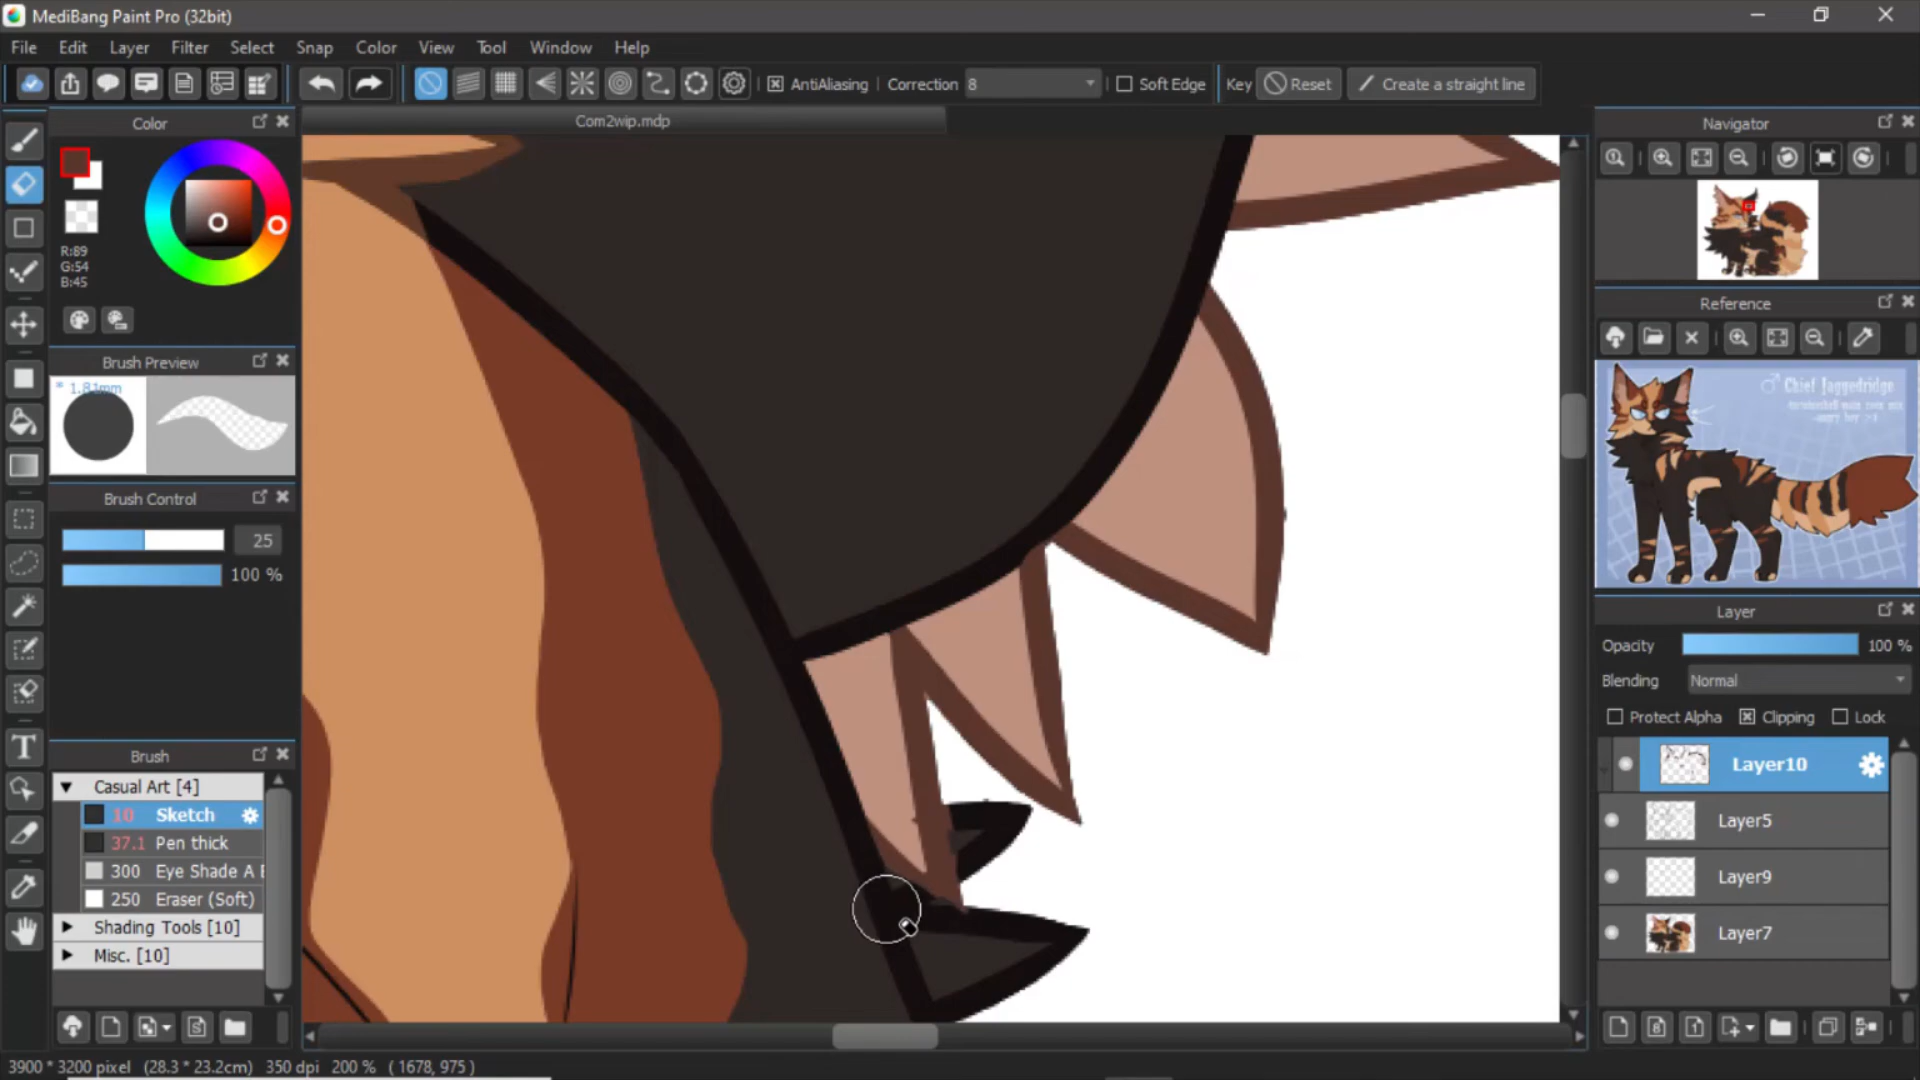 MediBang Paint Pro (32bit)
File Edit Layer Filter Select Snap Color View Tool Window Help
AntiAliasing Correction 8 Soft Edge Key Reset Create a straight line
Color
Com2wip.mdp
Navigator
R:89
G:54
B:45
Reference
Chief Jaggedridge
Brush Preview
* 1.81mm
Brush Control
25
100 %
Layer
Opacity 100 %
Blending Normal
Protect Alpha Clipping Lock
Brush
Casual Art [4]
10 Sketch
37.1 Pen thick
300 Eye Shade A
250 Eraser (Soft)
Shading Tools [10]
Misc. [10]
Layer10
Layer5
Layer9
Layer7
3900 * 3200 pixel (28.3 * 23.2cm) 350 dpi 200 % ( 1678, 975 )